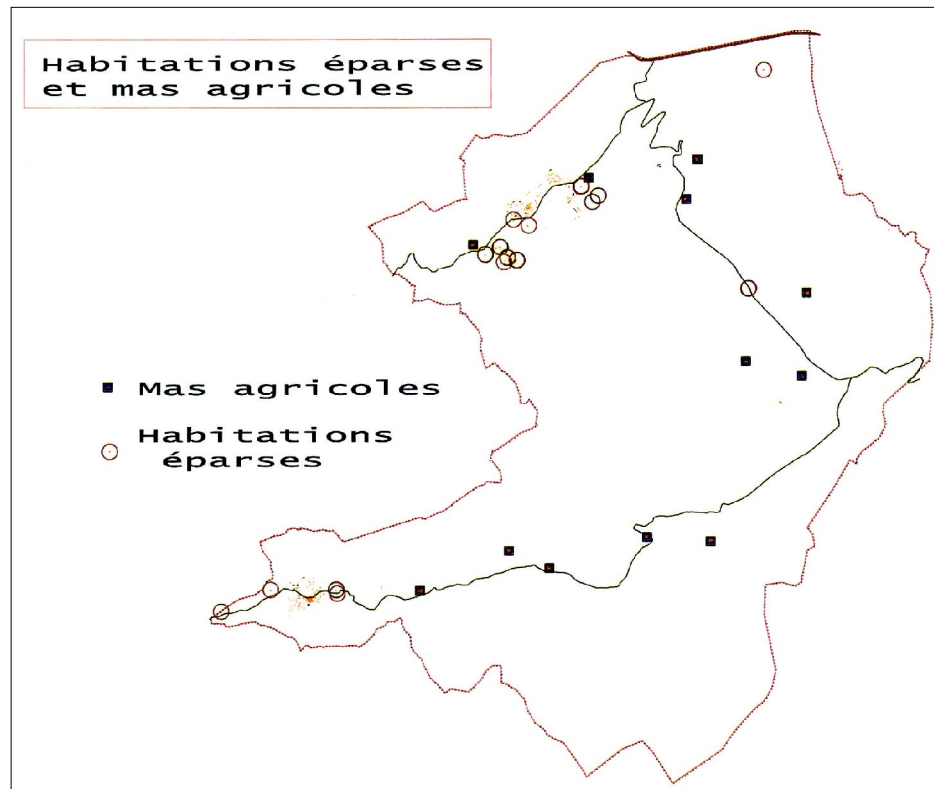 Habitations éparses
et mas agricoles
Mas agricoles
Habitations
éparses